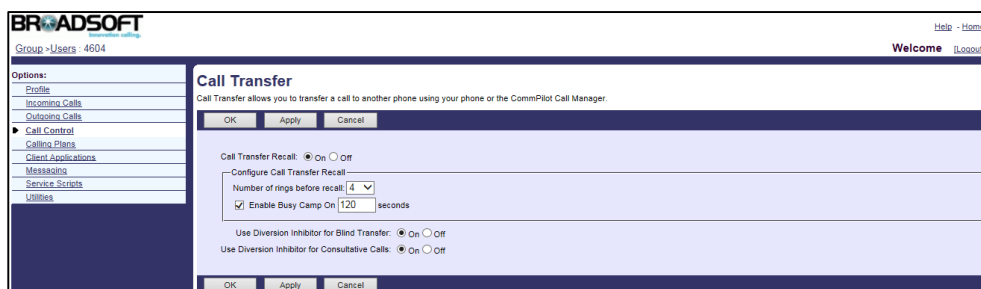 BROADSOFT
innovation calling.
Help - Home
Group >Users : 4604
Welcome [Logout
Options:
Profile
Incoming Calls
Outgoing Calls
Call Control
Calling Plans
Client Applications
Messaging
Service Scripts
Utilities
Call Transfer
Call Transfer allows you to transfer a call to another phone using your phone or the CommPilot Call Manager.
OK Apply Cancel
Call Transfer Recall: On Off
Configure Call Transfer Recall
Number of rings before recall: 4
Enable Busy Camp On 120 seconds
Use Diversion Inhibitor for Blind Transfer: On Off
Use Diversion Inhibitor for Consultative Calls: On Off
OK Apply Cancel